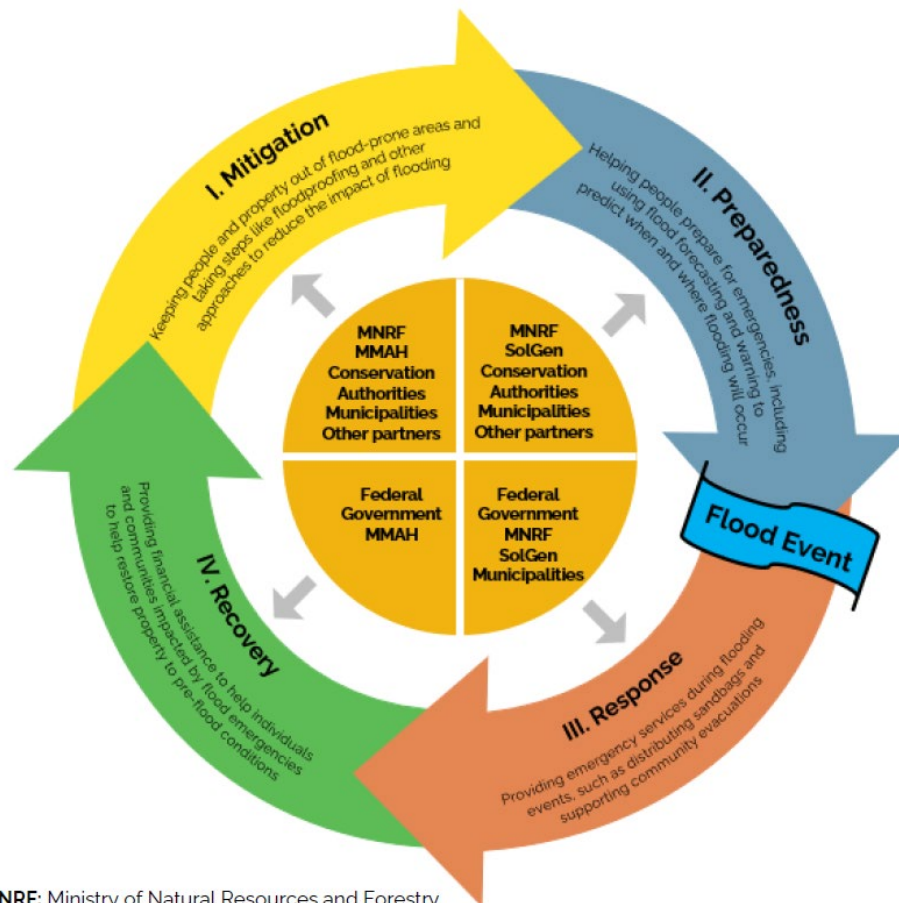 I. Mitigation
Keeping people and property out of flood-prone areas and
taking steps like floodproofing and other
approaches to reduce the impact of flooding
II. Preparedness
Helping people prepare for emergencies, including
using flood forecasting and warning to
predict when and where flooding will occur
MNRF
MMAH
Conservation
Authorities
Municipalities
Other partners
MNRF
SolGen
Conservation
Authorities
Municipalities
Other partners
Federal
Government
MMAH
Federal
Government
MNRF
SolGen
Municipalities
Flood Event
III. Response
Providing emergency services during flooding
events, such as distributing sandbags and
supporting community evacuations
IV. Recovery
Providing financial assistance to help individuals
and communities impacted by flood emergencies
to help restore property to pre-flood conditions
NRF: Ministry of Natural Resources and Forestry